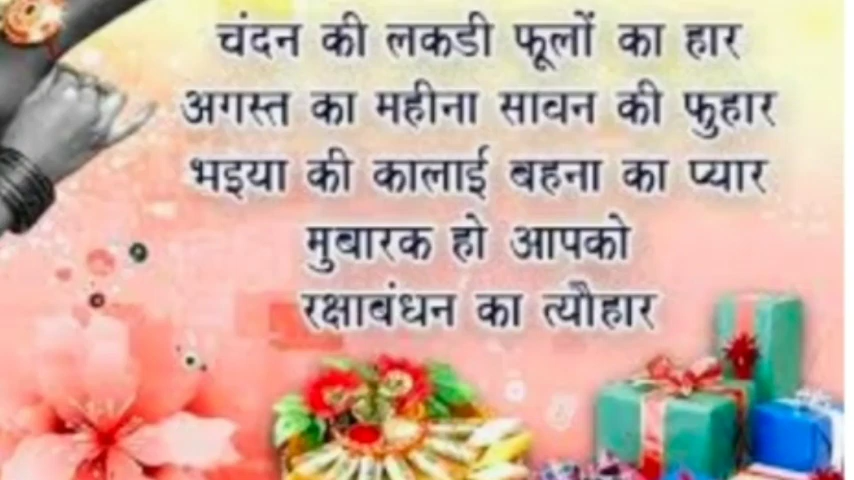 चंदन की लकडी फूलों का हार
अगस्त का महीना सावन की फुहार
भइया की कालाई बहना का प्यार
मुबारक हो आपको
रक्षाबंधन का त्यौहार